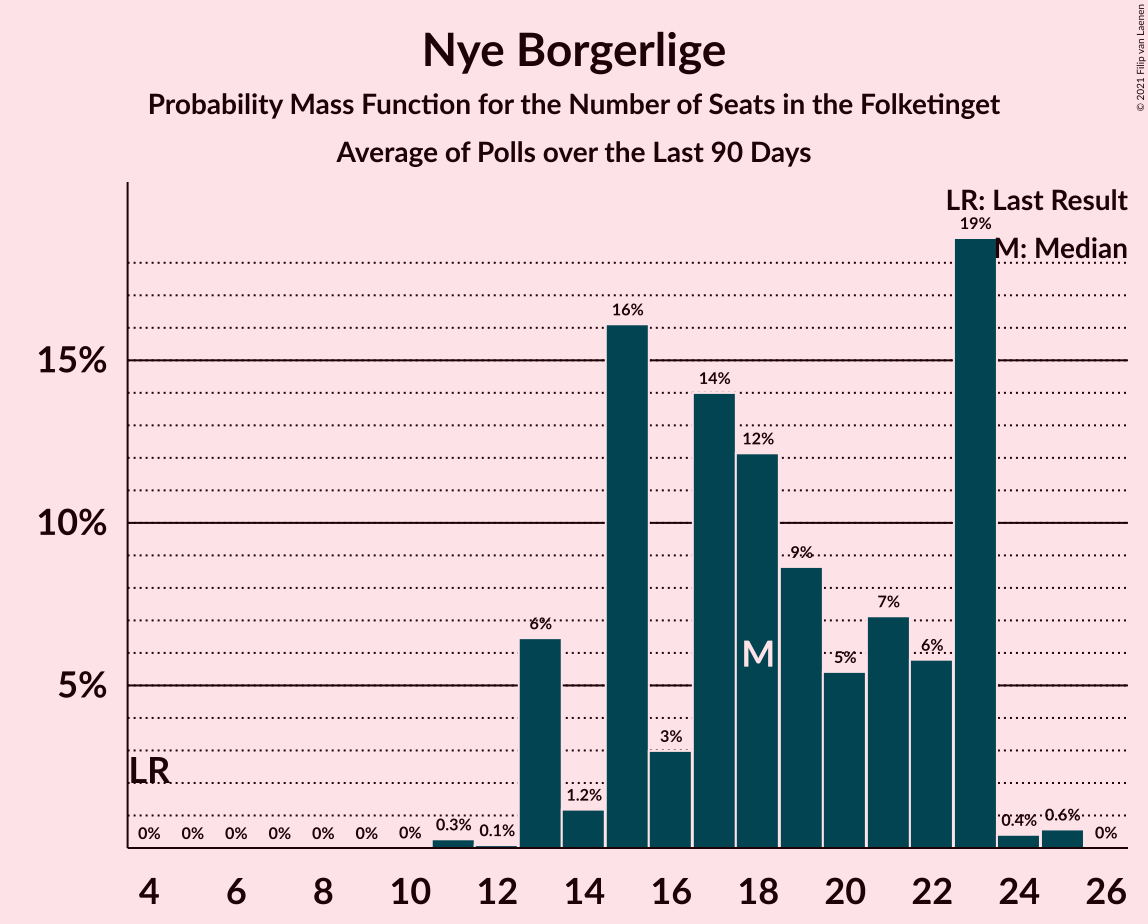 Nye Borgerlige
Probability Mass Function for the Number of Seats in the Folketinget
Average of Polls over the Last 90 Days
© 2021 Filip van Laenen
LR: Last Result
M: Median
15%
10%
5%
LR
M
0%
0%
0%
0%
0%
0%
0%
0.3%
0.1%
6%
1.2%
16%
3%
14%
12%
9%
5%
7%
6%
19%
0.4%
0.6%
0%
4 6 8 10 12 14 16 18 20 22 24 26